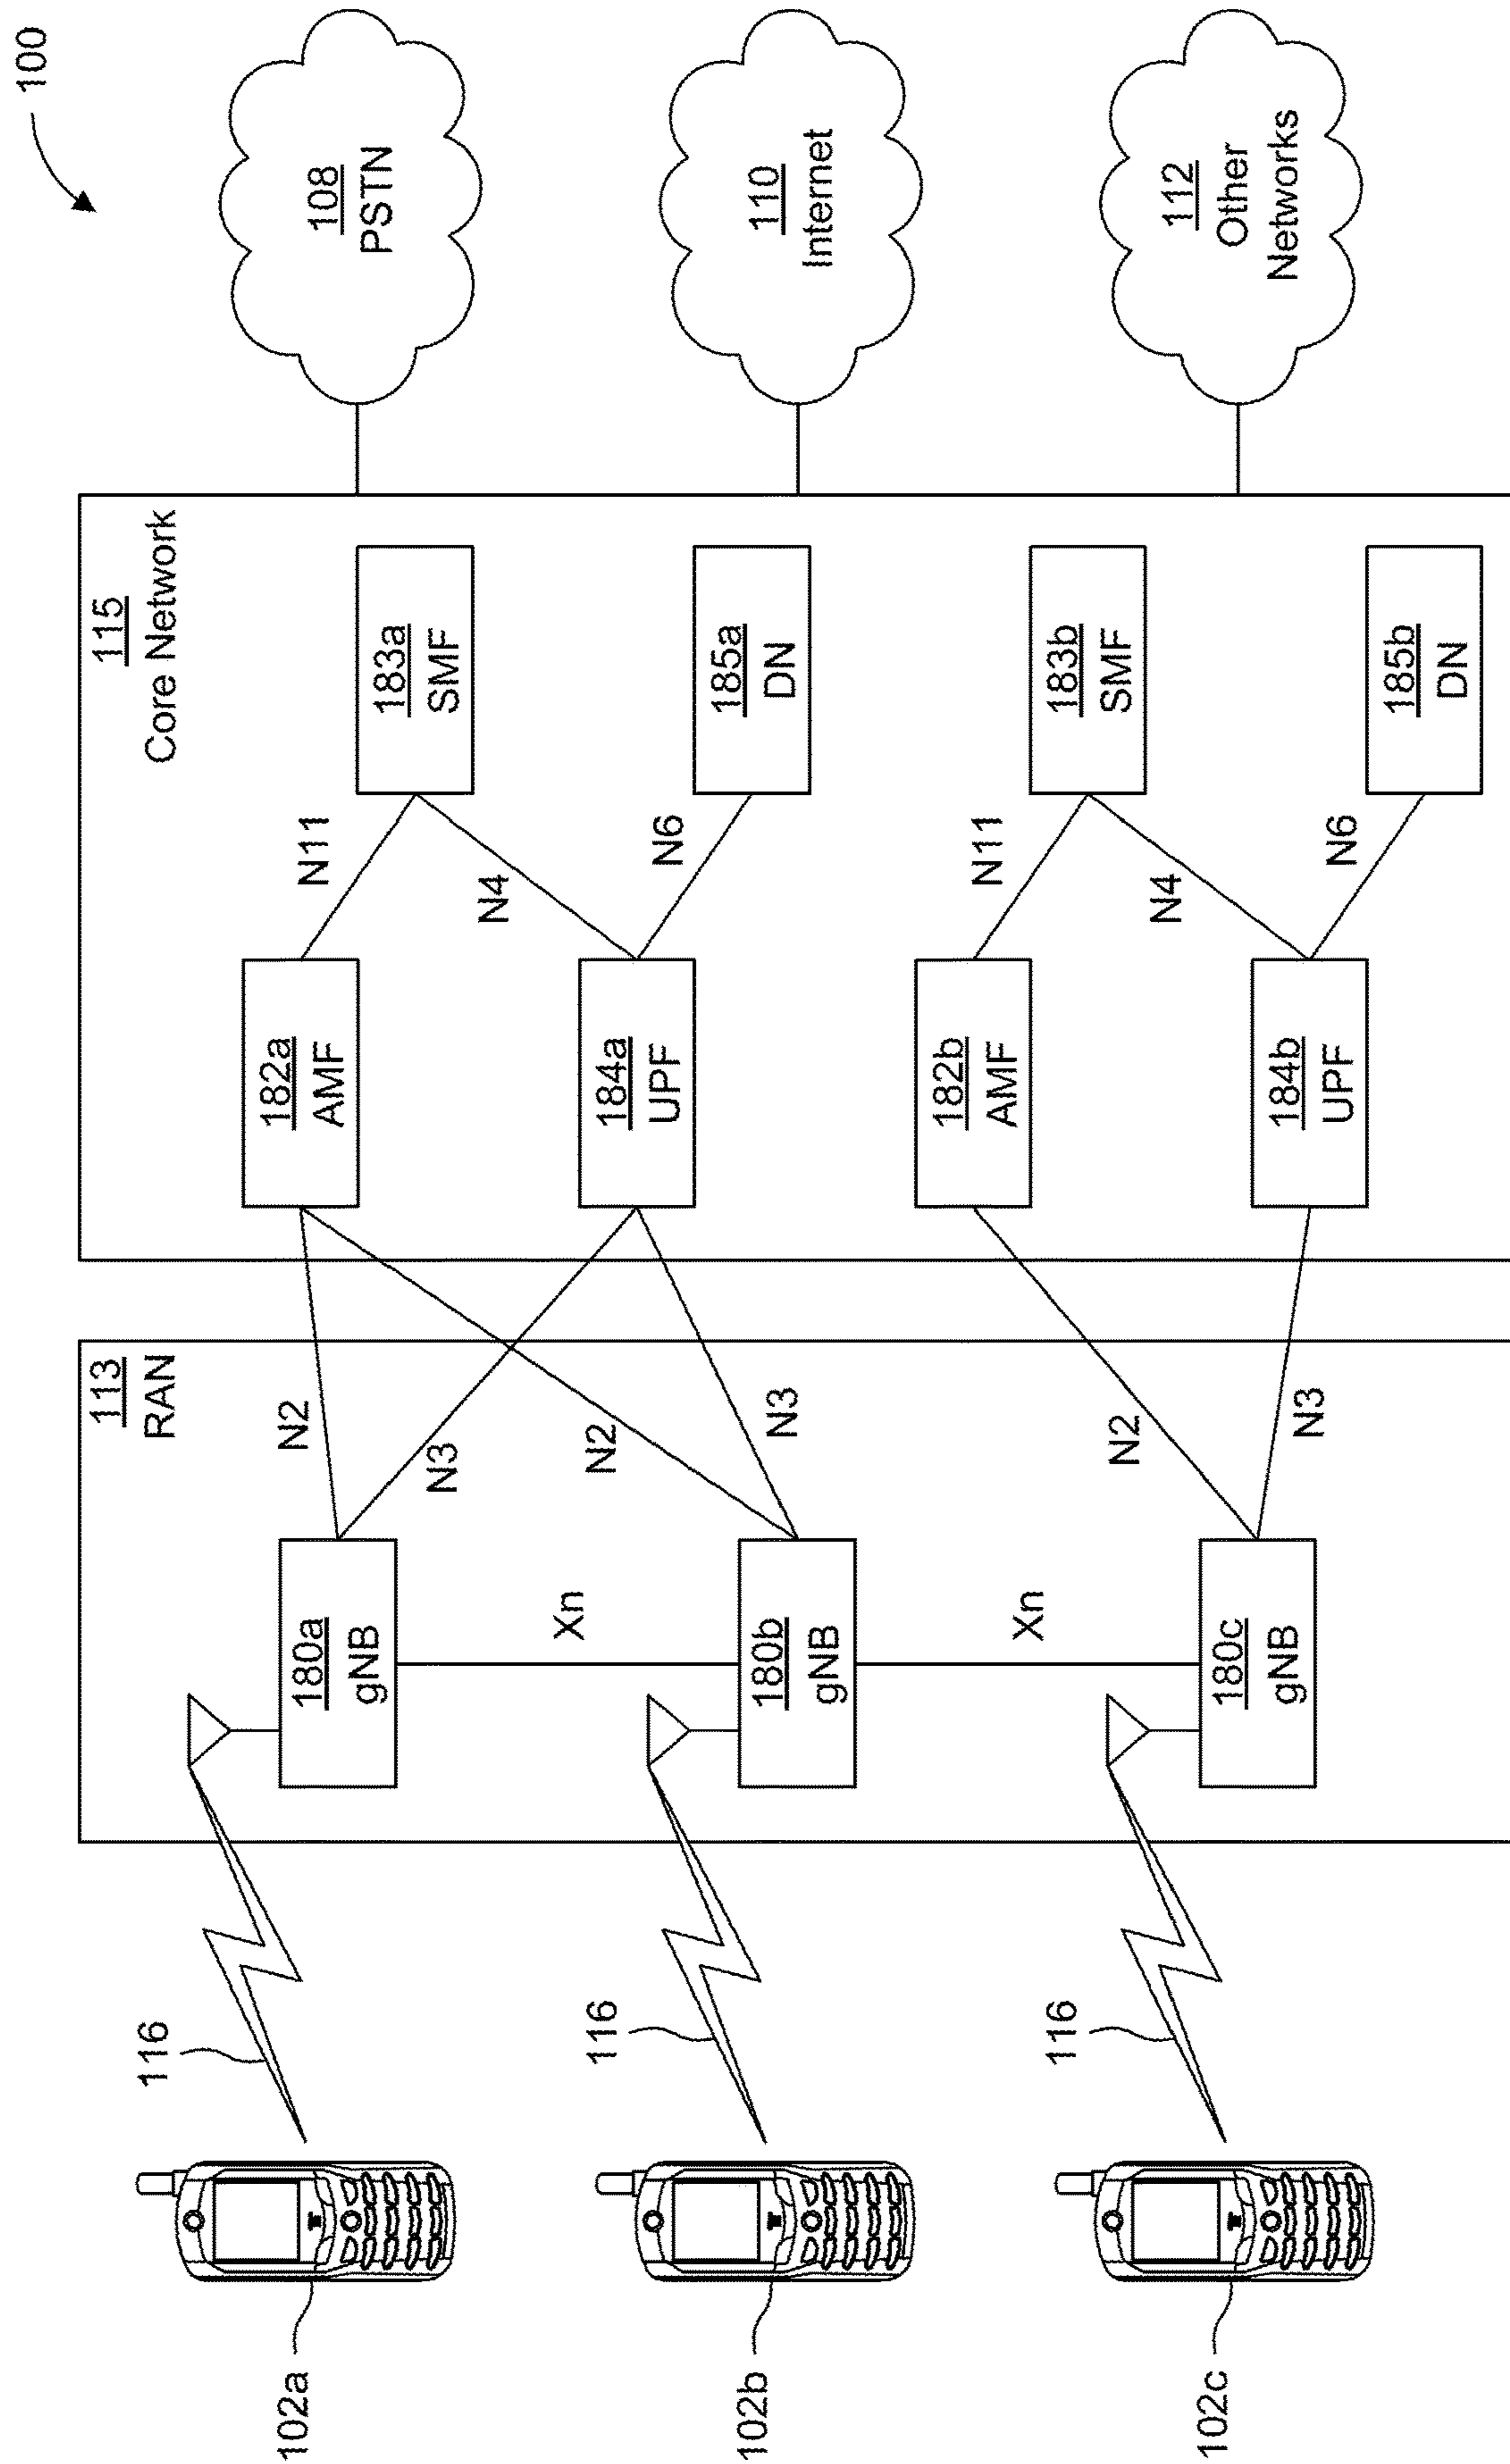 100
102a
116
102b
116
102c
116
113
RAN
180a
gNB
Xn
180b
gNB
Xn
180c
gNB
N2
N3
N2
N3
N2
N3
115
Core Network
182a
AMF
184a
UPF
182b
AMF
184b
UPF
N11
N4
N6
N11
N4
N6
183a
SMF
185a
DN
183b
SMF
185b
DN
108
PSTN
110
Internet
112
Other
Networks